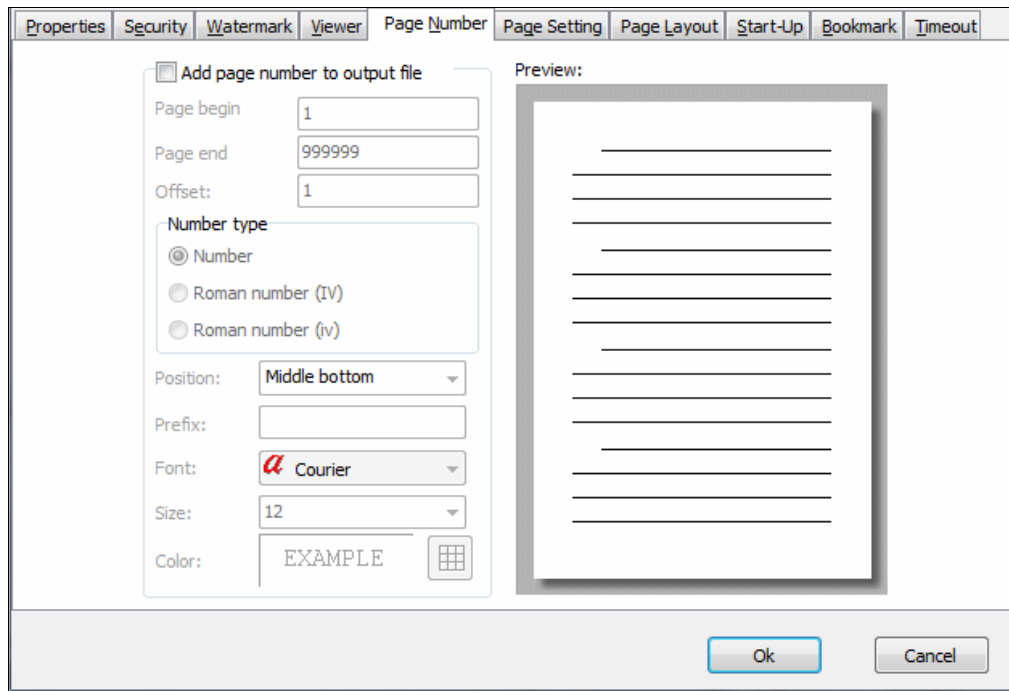 Properties Security Watermark Viewer Page Number Page Setting Page Layout Start-Up Bookmark Timeout
Add page number to output file
Preview:
Page begin 1
Page end 999999
Offset: 1
Number type
Number
Roman number (IV)
Roman number (iv)
Position: Middle bottom
Prefix:
Font: a Courier
Size: 12
Color: EXAMPLE
Ok Cancel